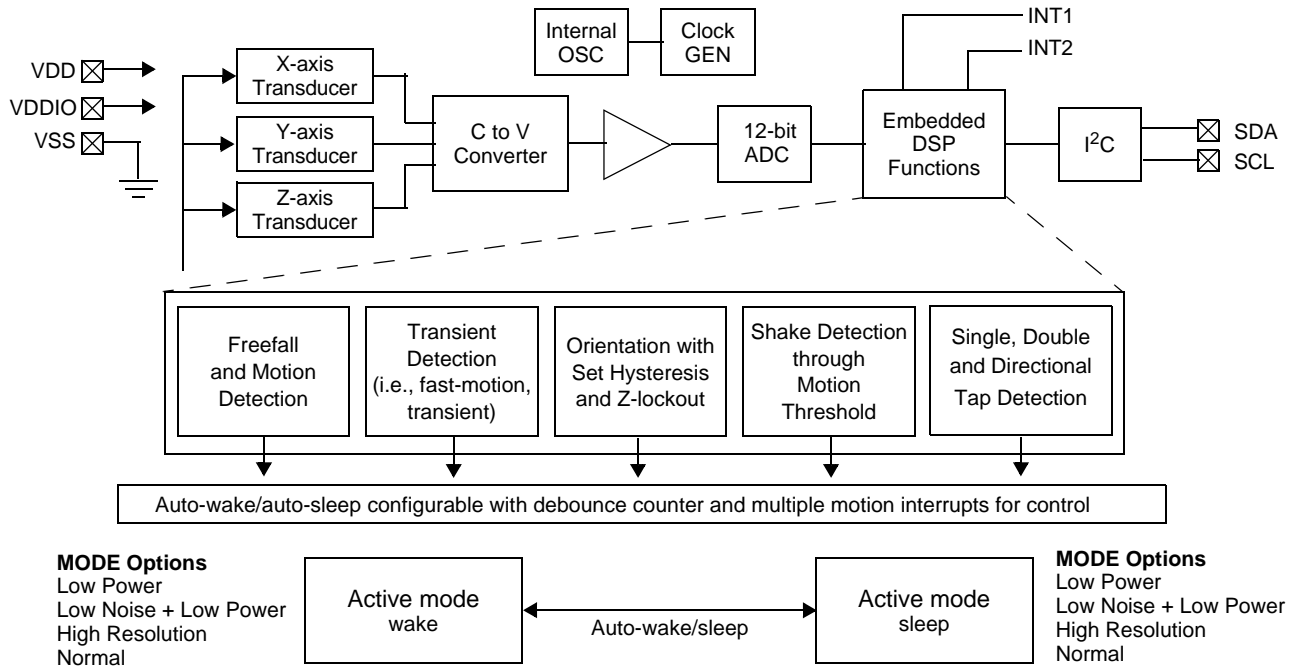 VDD
VDDIO
VSS
X-axis
Transducer
Y-axis
Transducer
Z-axis
Transducer
Internal
OSC
Clock
GEN
C to V
Converter
12-bit
ADC
Embedded
DSP
Functions
INT1
INT2
I²C
SDA
SCL
Freefall
and Motion
Detection
Transient
Detection
(i.e., fast-motion,
transient)
Orientation with
Set Hysteresis
and Z-lockout
Shake Detection
through
Motion
Threshold
Single, Double
and Directional
Tap Detection
Auto-wake/auto-sleep configurable with debounce counter and multiple motion interrupts for control
MODE Options
Low Power
Low Noise + Low Power
High Resolution
Normal
Active mode
wake
Auto-wake/sleep
Active mode
sleep
MODE Options
Low Power
Low Noise + Low Power
High Resolution
Normal